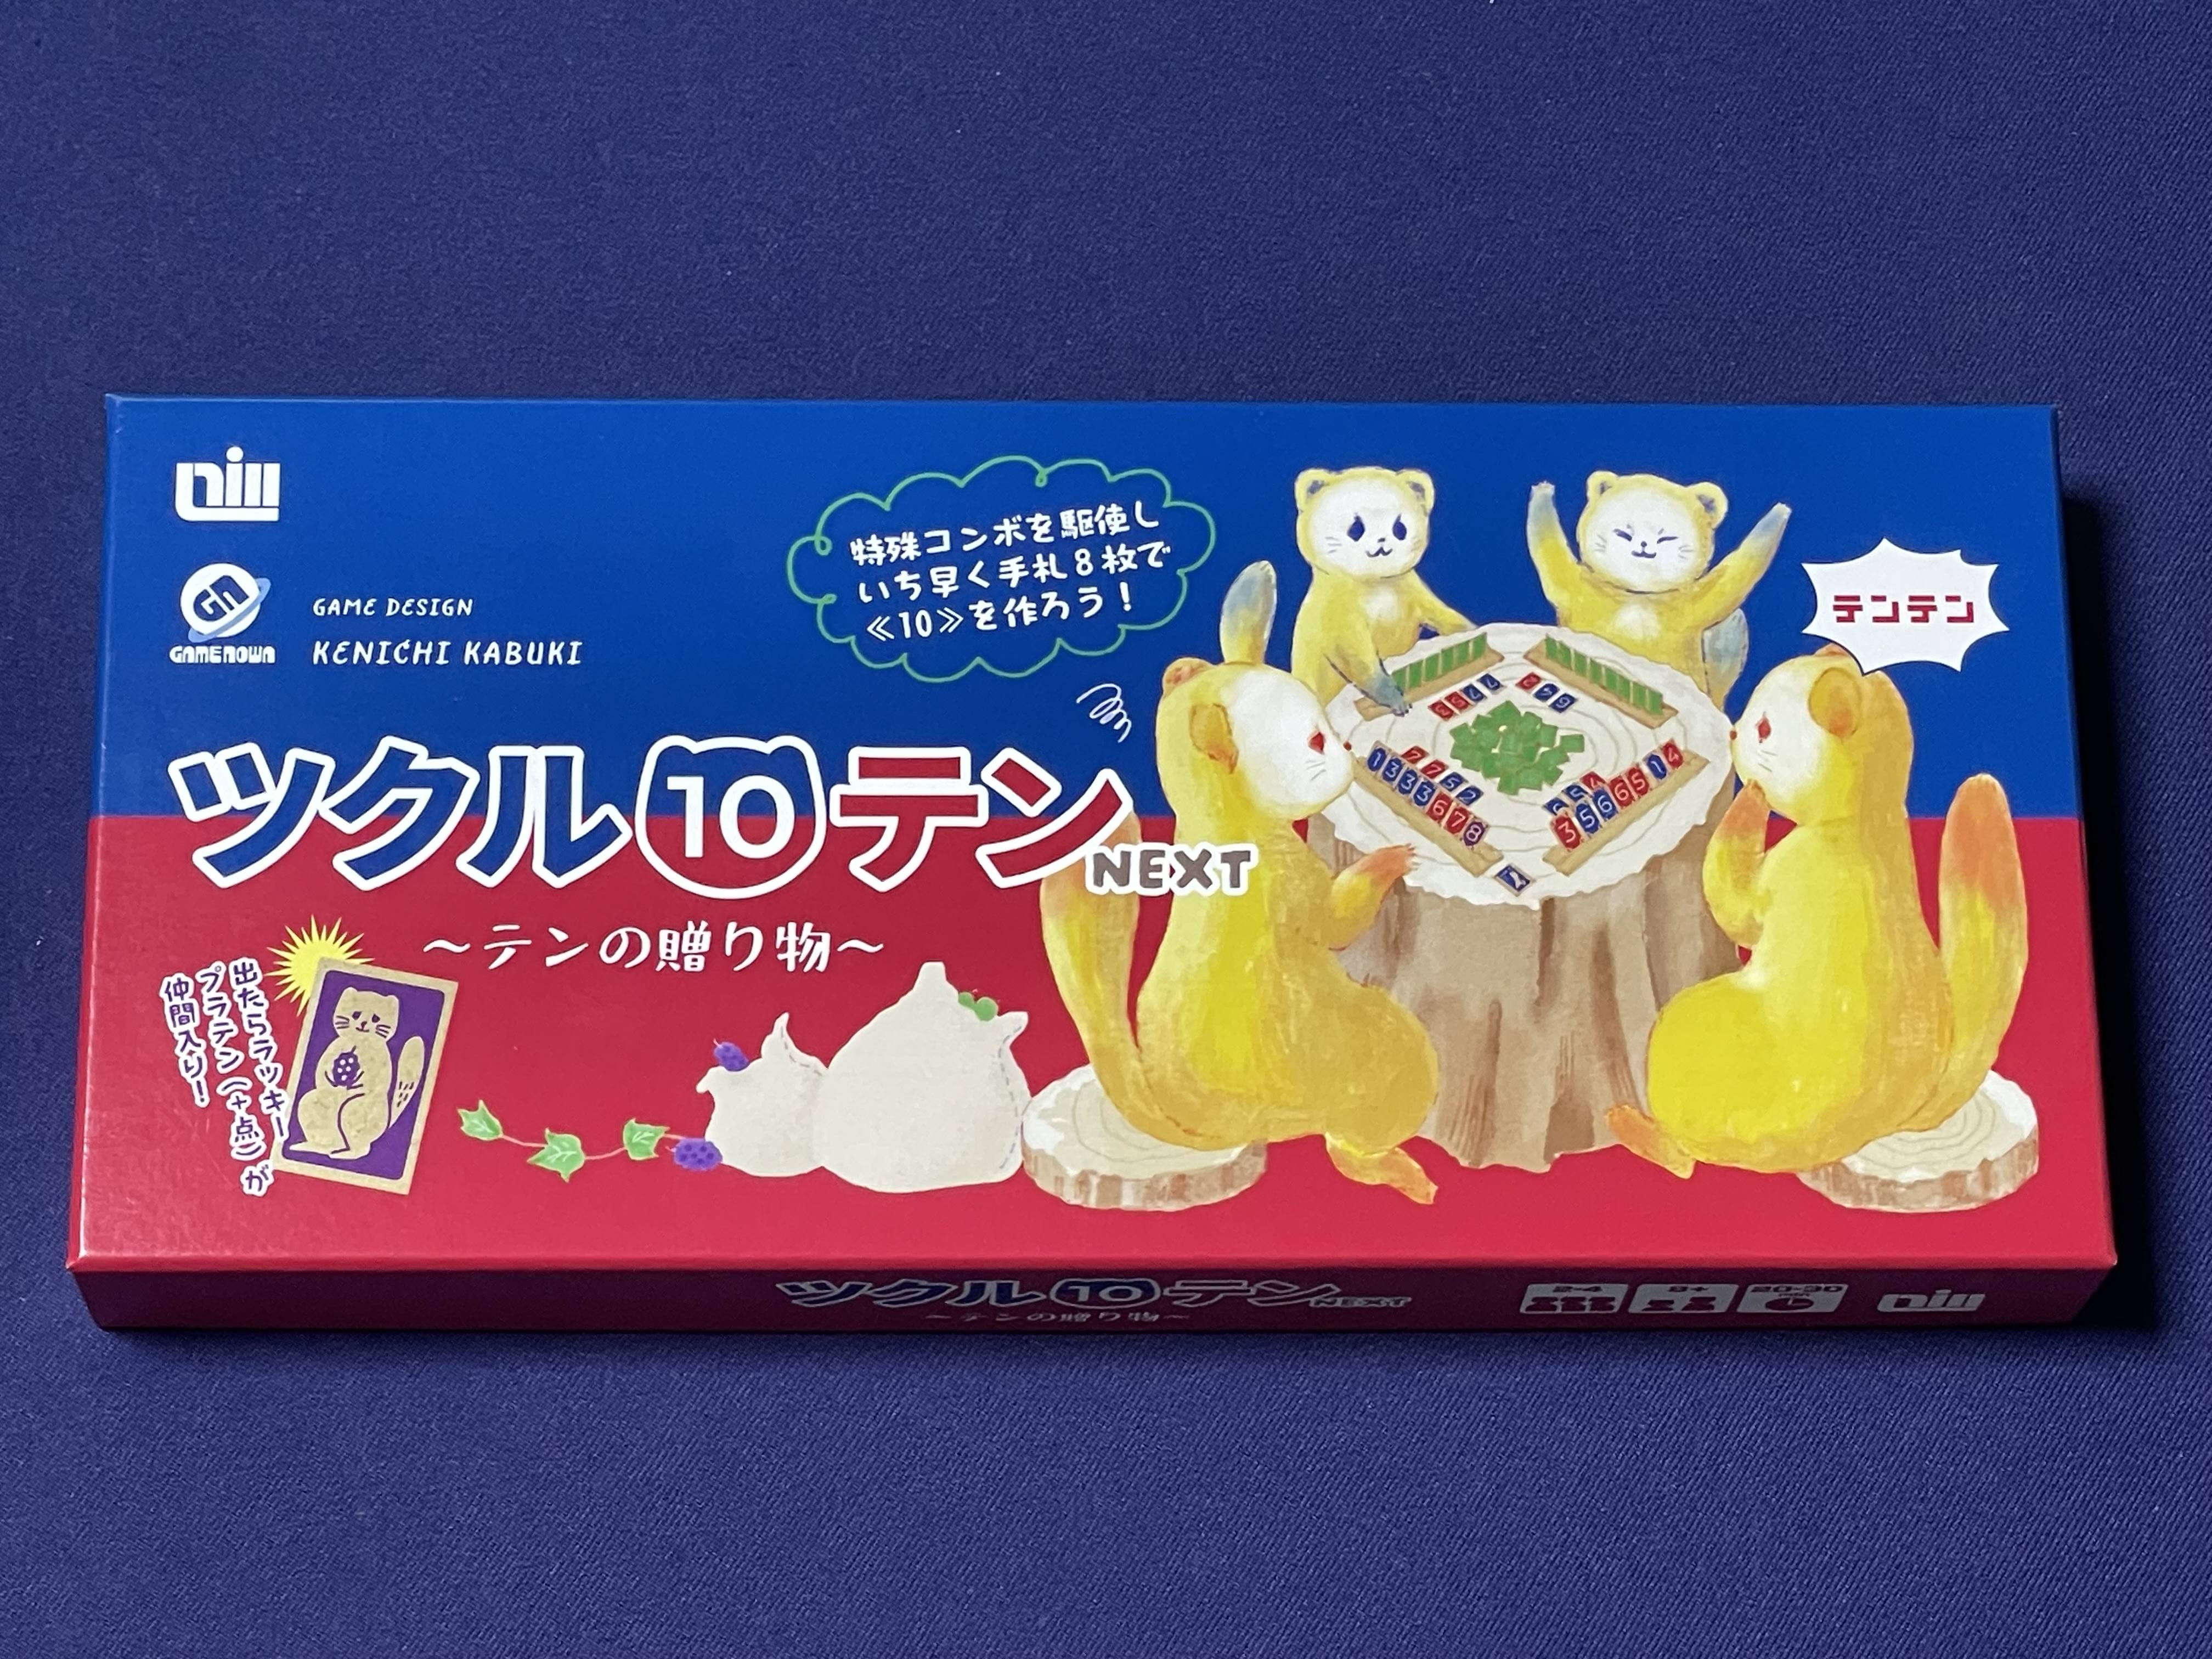 GAMENOWA
GAME DESIGN
KENICHI KABUKI
特殊コンボを駆使し
いち早く手札8枚で
≪10≫を作ろう!
テンテン
ツクル10テン
NEXT
～テンの贈り物～
出たらラッキー
プラテン(+点)が
仲間入り!
ツクル10テン NEXT
～テンの贈り物～